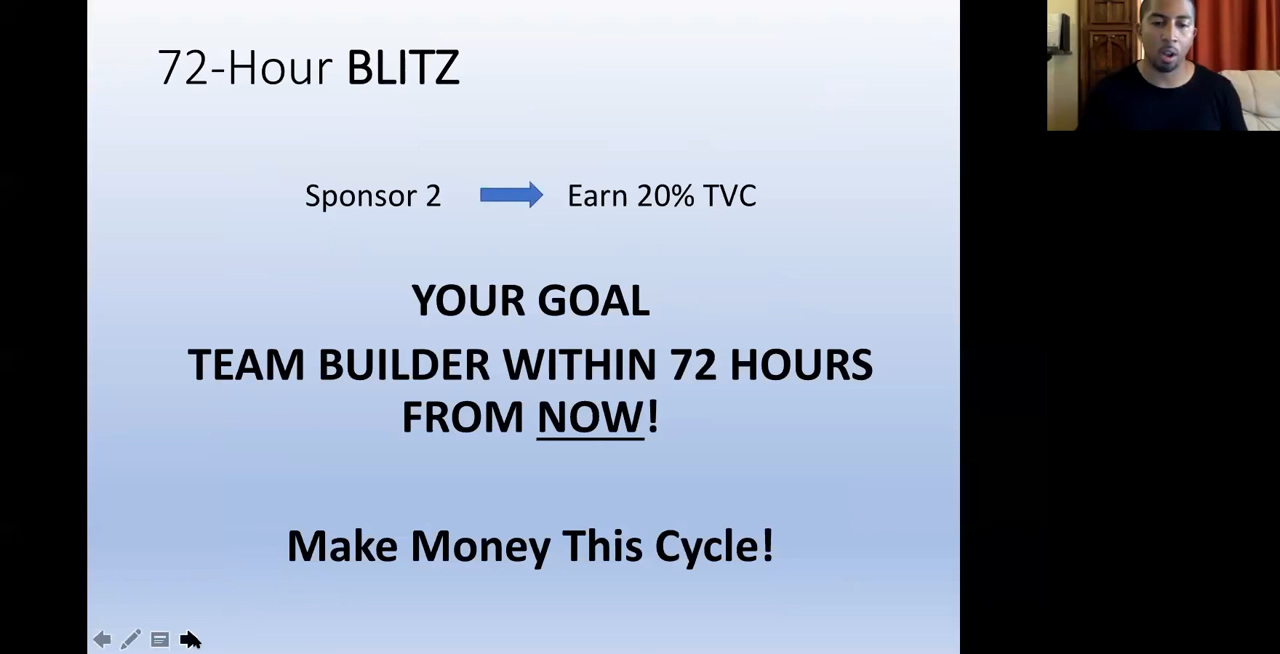 72-Hour BLITZ
Sponsor 2 Earn 20% TVC
YOUR GOAL
TEAM BUILDER WITHIN 72 HOURS
FROM NOW!
Make Money This Cycle!